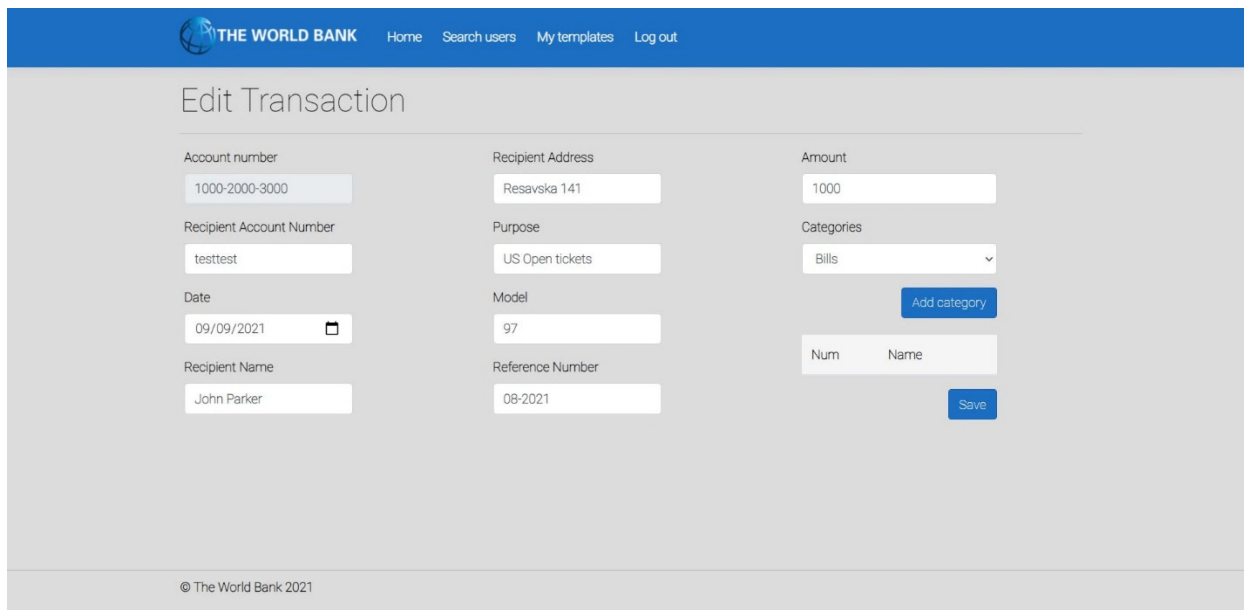 THE WORLD BANK Home Search users My templates Log out
Edit Transaction
Account number
1000-2000-3000
Recipient Account Number
testtest
Date
09/09/2021
Recipient Name
John Parker
Recipient Address
Resavska 141
Purpose
US Open tickets
Model
97
Reference Number
08-2021
Amount
1000
Categories
Bills
Add category
Num Name
Save
© The World Bank 2021